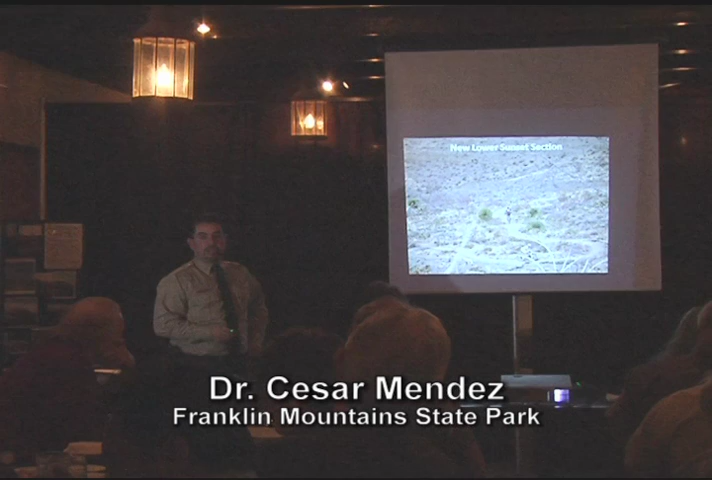 New Lower Sunset Section
Dr. Cesar Mendez
Franklin Mountains State Park